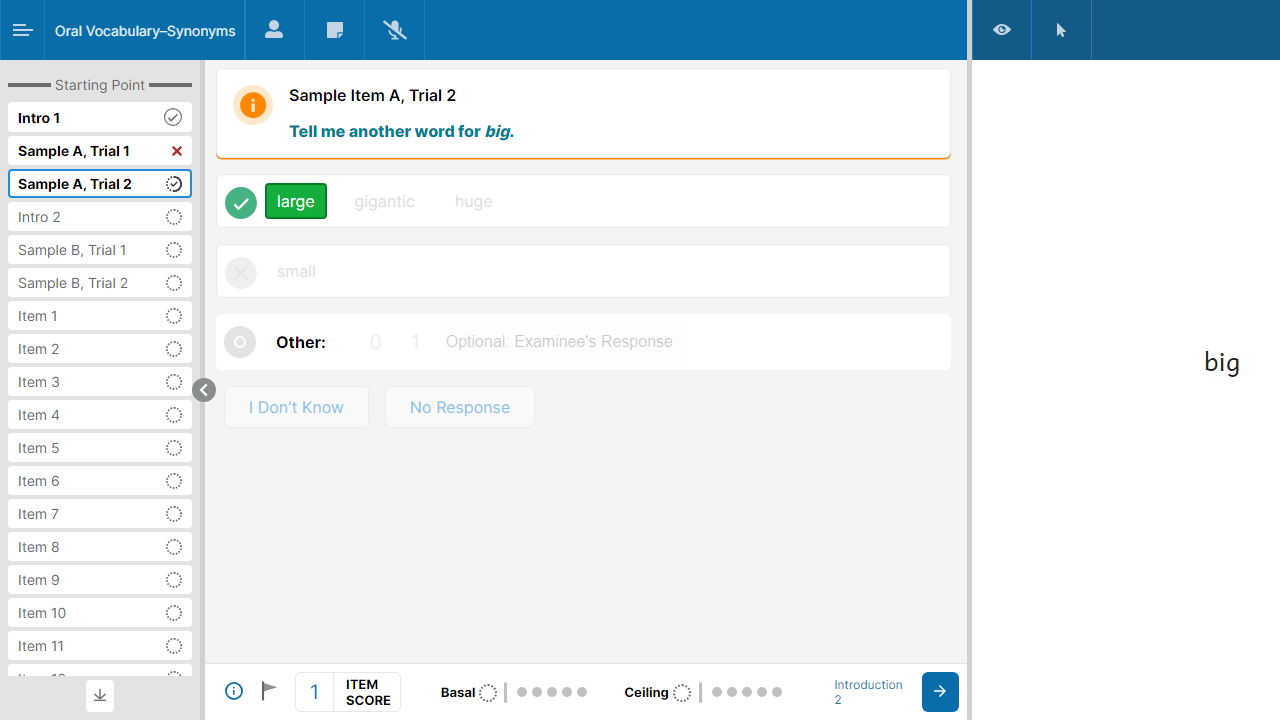 Oral Vocabulary–Synonyms
Starting Point
Intro 1
Sample A, Trial 1
Sample A, Trial 2
Intro 2
Sample B, Trial 1
Sample B, Trial 2
Item 1
Item 2
Item 3
Item 4
Item 5
Item 6
Item 7
Item 8
Item 9
Item 10
Item 11
Sample Item A, Trial 2
Tell me another word for big.
large gigantic huge
small
Other: 0 1 Optional: Examinee's Response
I Don't Know No Response
1 ITEM SCORE
Basal
Ceiling
Introduction
2
big